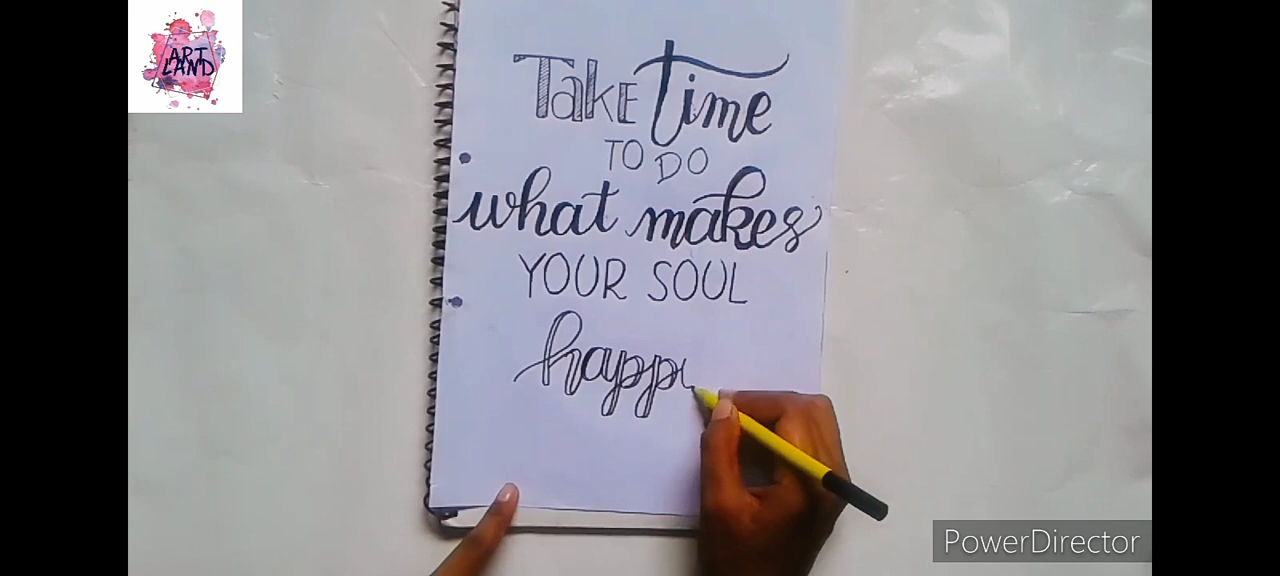 ART
LAND
Take time
TO DO
what makes
YOUR SOUL
happ
PowerDirector